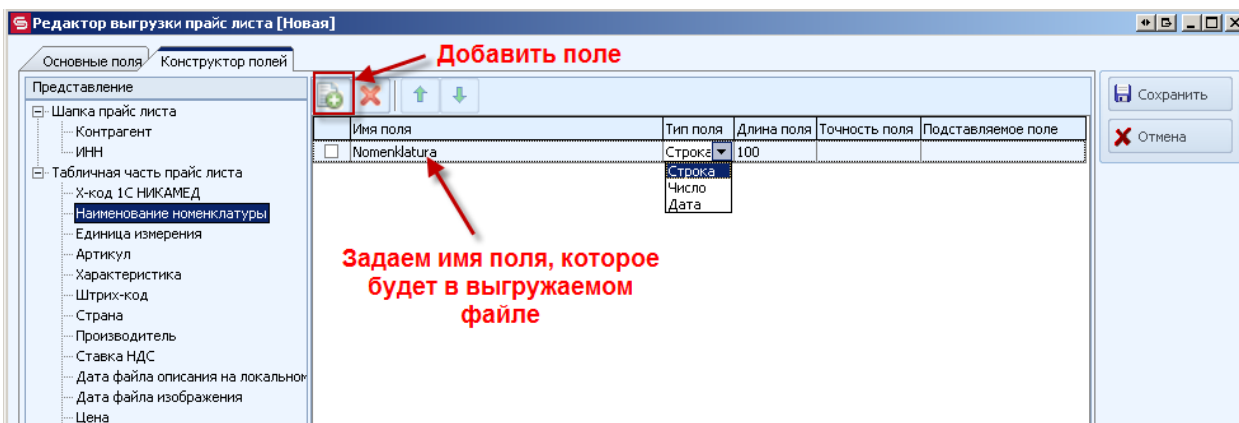 Редактор выгрузки прайс листа [Новая]
Добавить поле
Основные поля
Конструктор полей
Представление
Шапка прайс листа
Контрагент
ИНН
Табличная часть прайс листа
Х-код 1С НИКАМЕД
Наименование номенклатуры
Единица измерения
Артикул
Характеристика
Штрих-код
Страна
Производитель
Ставка НДС
Дата файла описания на локальном
Дата файла изображения
Цена
Имя поля Тип поля Длина поля Точность поля Подставляемое поле
Nomenklatura Строка 100
Строка
Число
Дата
Задаем имя поля, которое
будет в выгружаемом
файле
Сохранить
Отмена